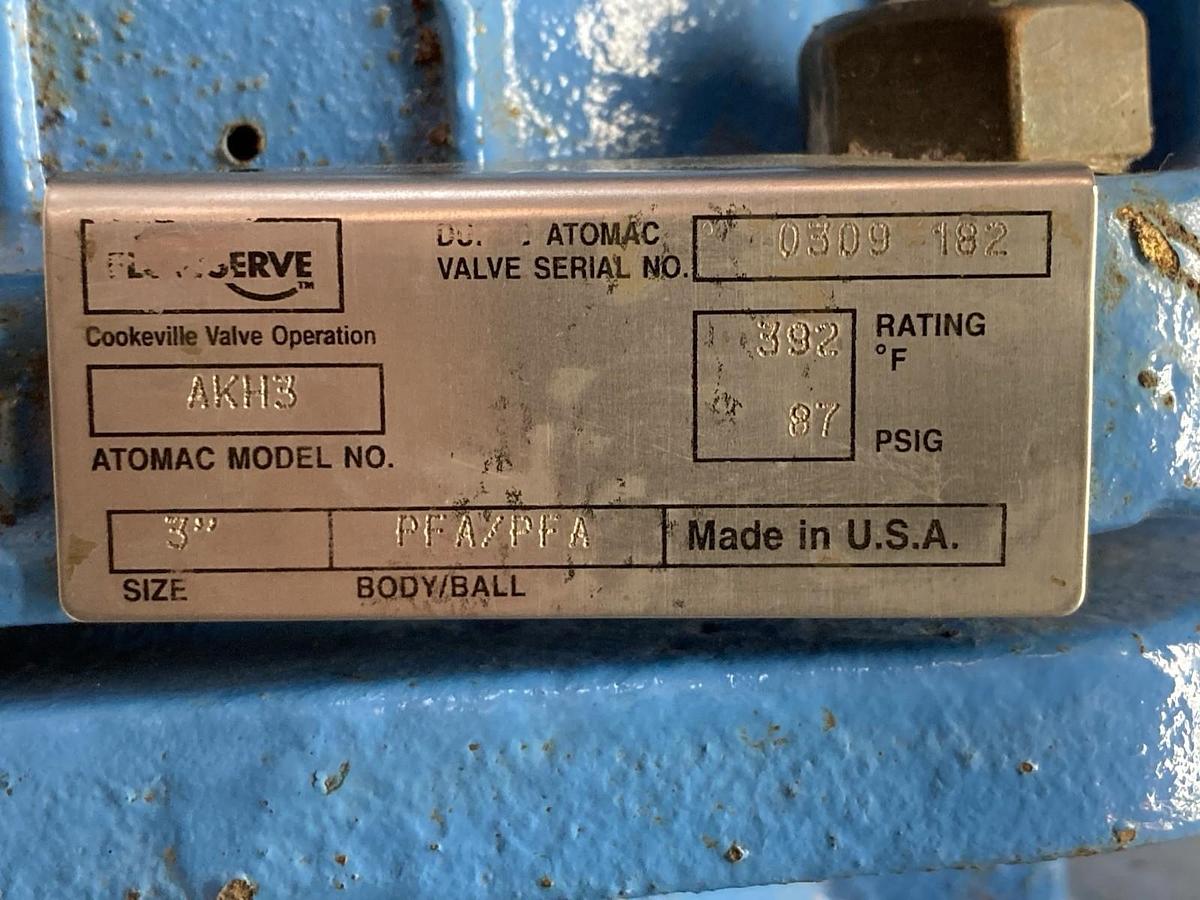 FLOWSERVE™
Cookeville Valve Operation
AKH3
ATOMAC MODEL NO.
ATOMAC
VALVE SERIAL NO.
0309 182
392
RATING
°F
87
PSIG
3" PFA/PFA Made in U.S.A.
SIZE BODY/BALL